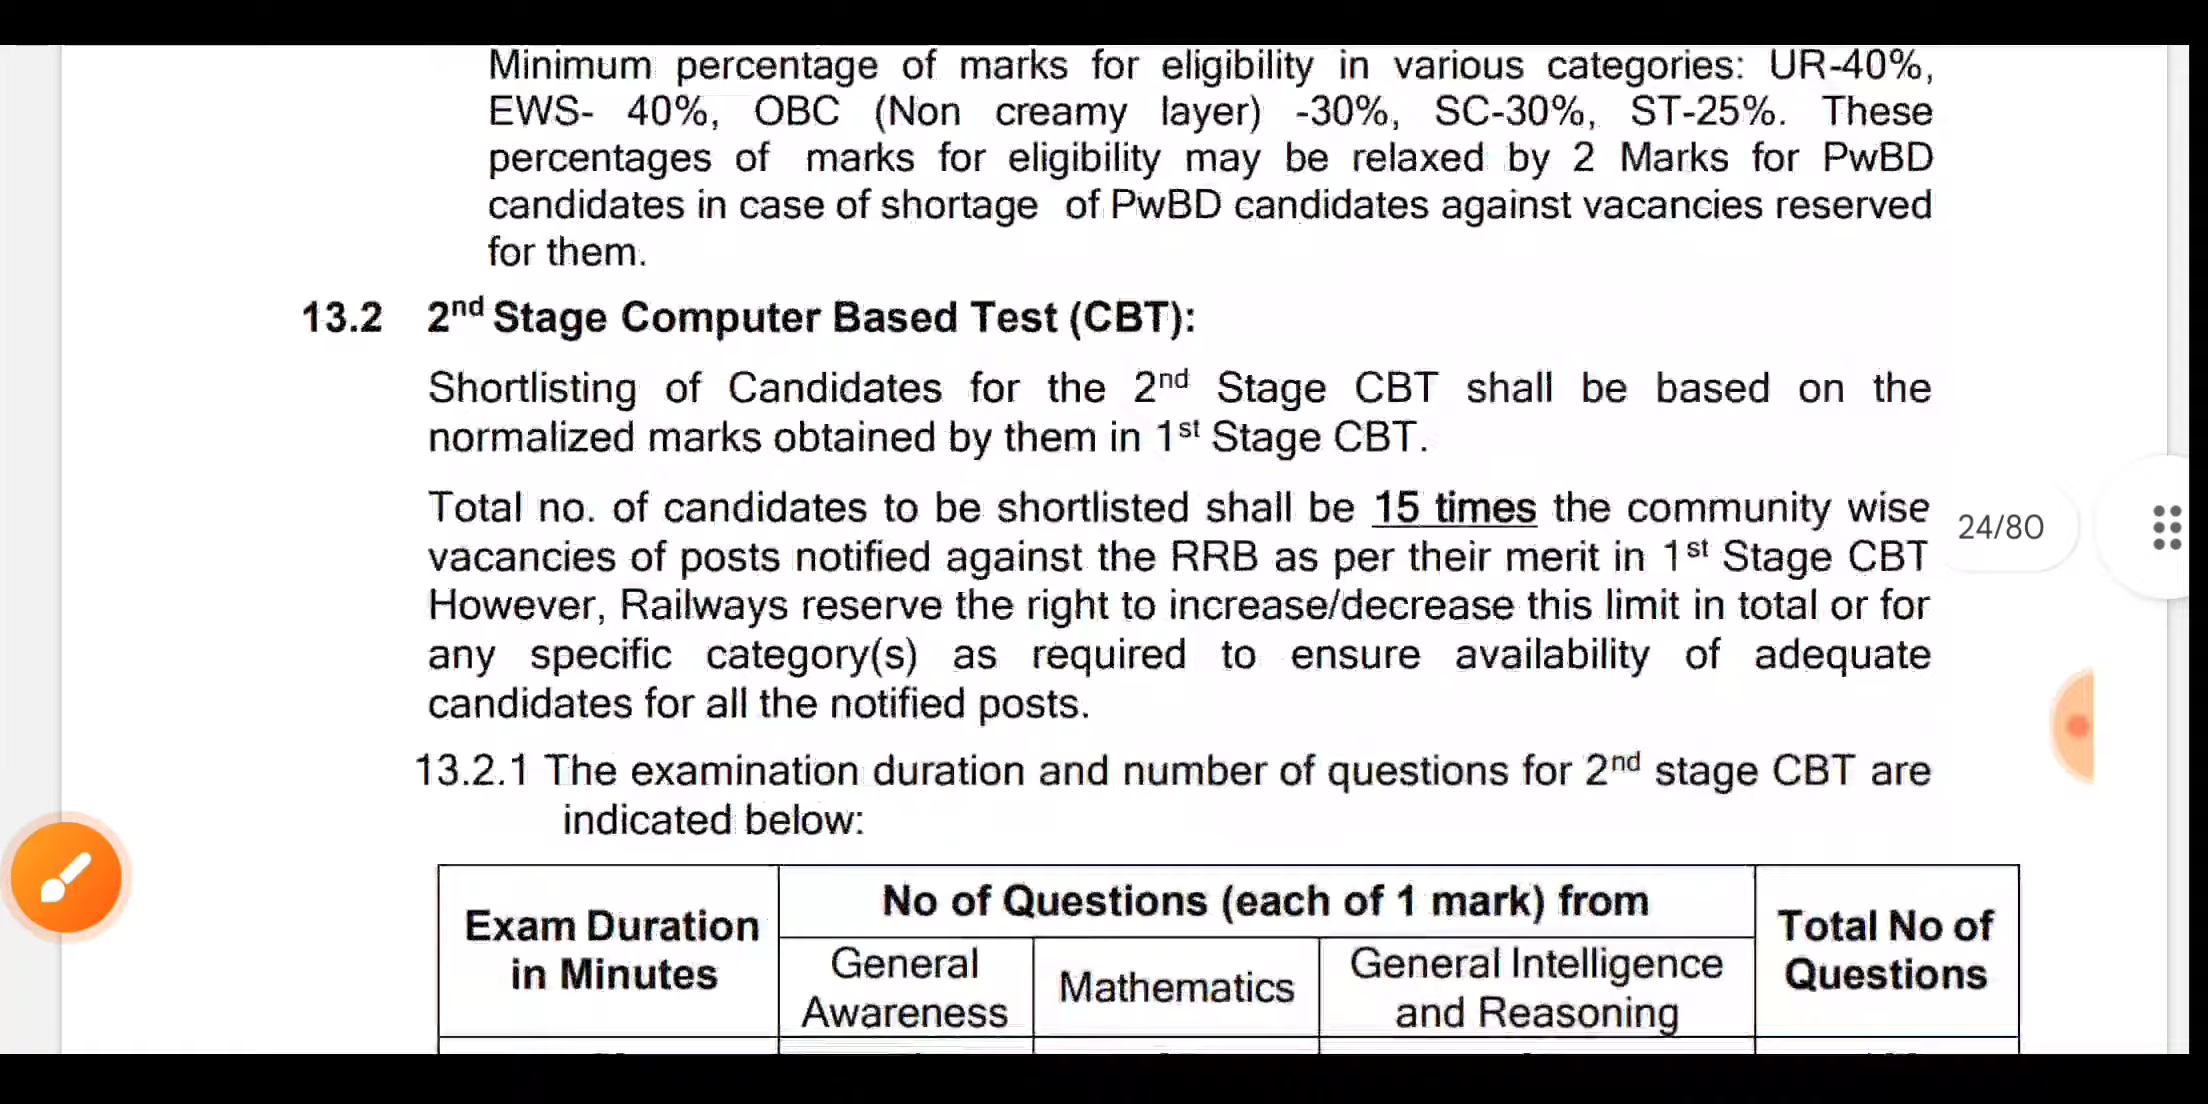 Minimum percentage of marks for eligibility in various categories: UR-40%,
EWS- 40%, OBC (Non creamy layer) -30%, SC-30%, ST-25%. These
percentages of marks for eligibility may be relaxed by 2 Marks for PwBD
candidates in case of shortage of PwBD candidates against vacancies reserved
for them.
13.2 2nd Stage Computer Based Test (CBT):
Shortlisting of Candidates for the 2nd Stage CBT shall be based on the
normalized marks obtained by them in 1st Stage CBT.
Total no. of candidates to be shortlisted shall be 15 times the community wise
24/80
vacancies of posts notified against the RRB as per their merit in 1st Stage CBT
However, Railways reserve the right to increase/decrease this limit in total or for
any specific category(s) as required to ensure availability of adequate
candidates for all the notified posts.
13.2.1 The examination duration and number of questions for 2nd stage CBT are
indicated below:
Exam Duration
in Minutes
No of Questions (each of 1 mark) from
General
Awareness
Mathematics
General Intelligence
and Reasoning
Total No of
Questions